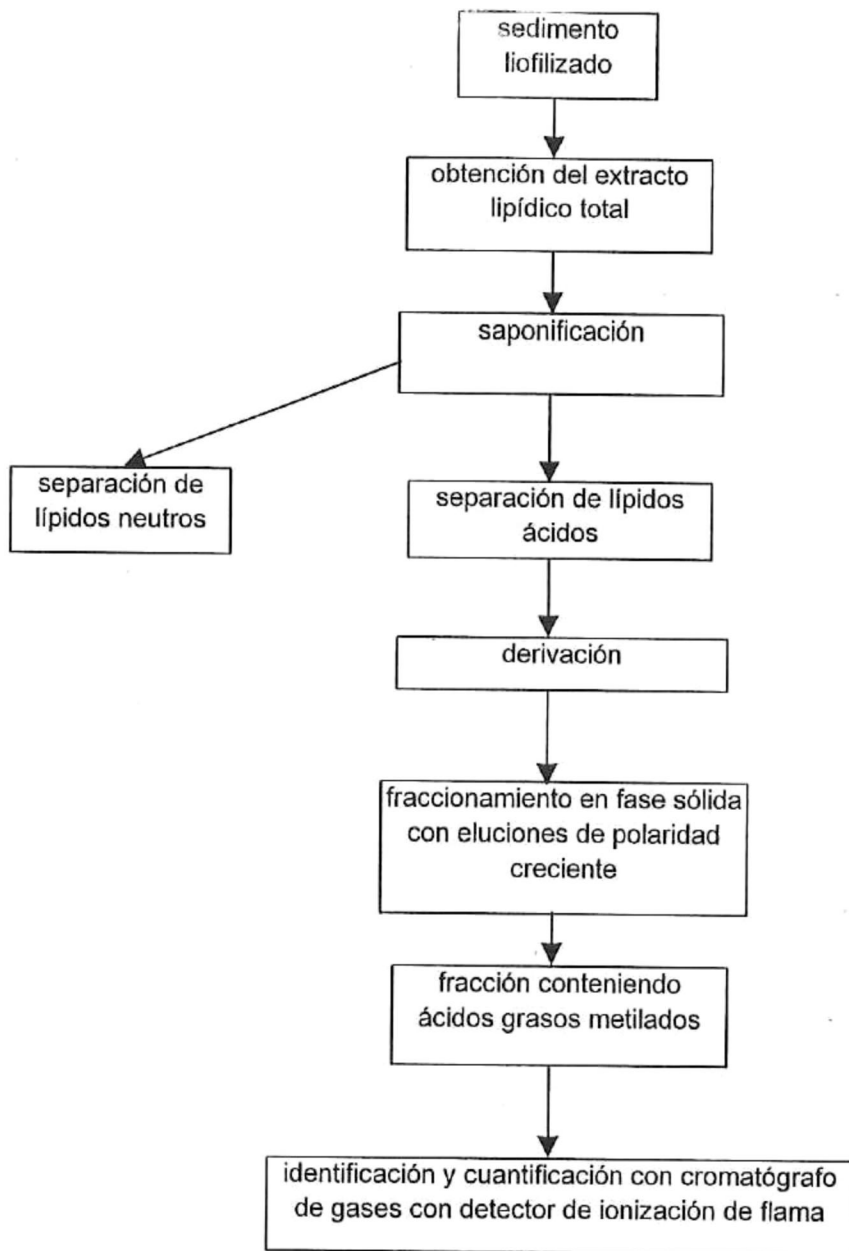 sedimento
liofilizado
obtención del extracto
lipídico total
saponificación
separación de
lípidos neutros
separación de lípidos
ácidos
derivación
fraccionamiento en fase sólida
con eluciones de polaridad
creciente
fracción conteniendo
ácidos grasos metilados
identificación y cuantificación con cromatógrafo
de gases con detector de ionización de flama